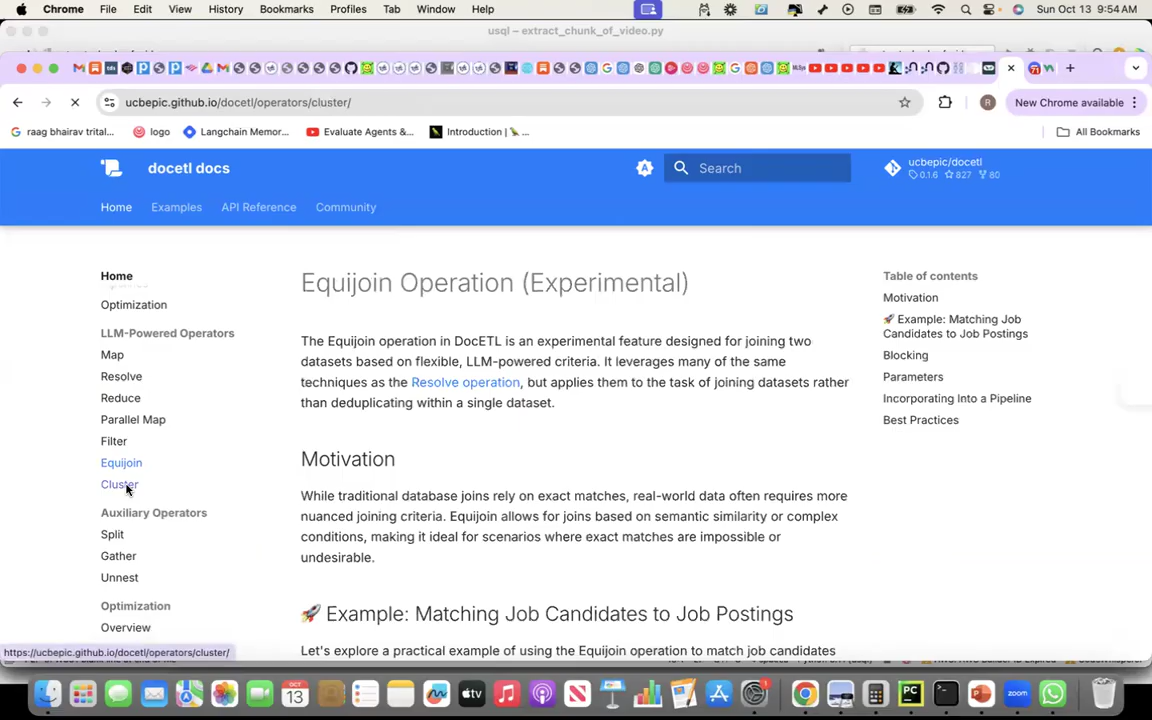 Chrome File Edit View History Bookmarks Profiles Tab Window Help Sun Oct 13 9:54 AM
usql – extract_chunk_of_video.py
ucbepic.github.io/docetl/operators/cluster/
R
New Chrome available
raag bhairav trital...
logo
Langchain Memor...
Evaluate Agents &...
Introduction | 🦜...
All Bookmarks
docetl docs
Search
ucbepic/docetl
0.1.6 827 80
Home Examples API Reference Community
Home
Optimization
LLM-Powered Operators
Map
Resolve
Reduce
Parallel Map
Filter
Equijoin
Cluster
Auxiliary Operators
Split
Gather
Unnest
Optimization
Overview
Equijoin Operation (Experimental)
The Equijoin operation in DocETL is an experimental feature designed for joining two
datasets based on flexible, LLM-powered criteria. It leverages many of the same
techniques as the Resolve operation, but applies them to the task of joining datasets rather
than deduplicating within a single dataset.
Motivation
While traditional database joins rely on exact matches, real-world data often requires more
nuanced joining criteria. Equijoin allows for joins based on semantic similarity or complex
conditions, making it ideal for scenarios where exact matches are impossible or
undesirable.
🚀 Example: Matching Job Candidates to Job Postings
Let's explore a practical example of using the Equijoin operation to match job candidates
Table of contents
Motivation
🚀 Example: Matching Job
Candidates to Job Postings
Blocking
Parameters
Incorporating Into a Pipeline
Best Practices
https://ucbepic.github.io/docetl/operators/cluster/
OCT
13
tv
PC
zoom